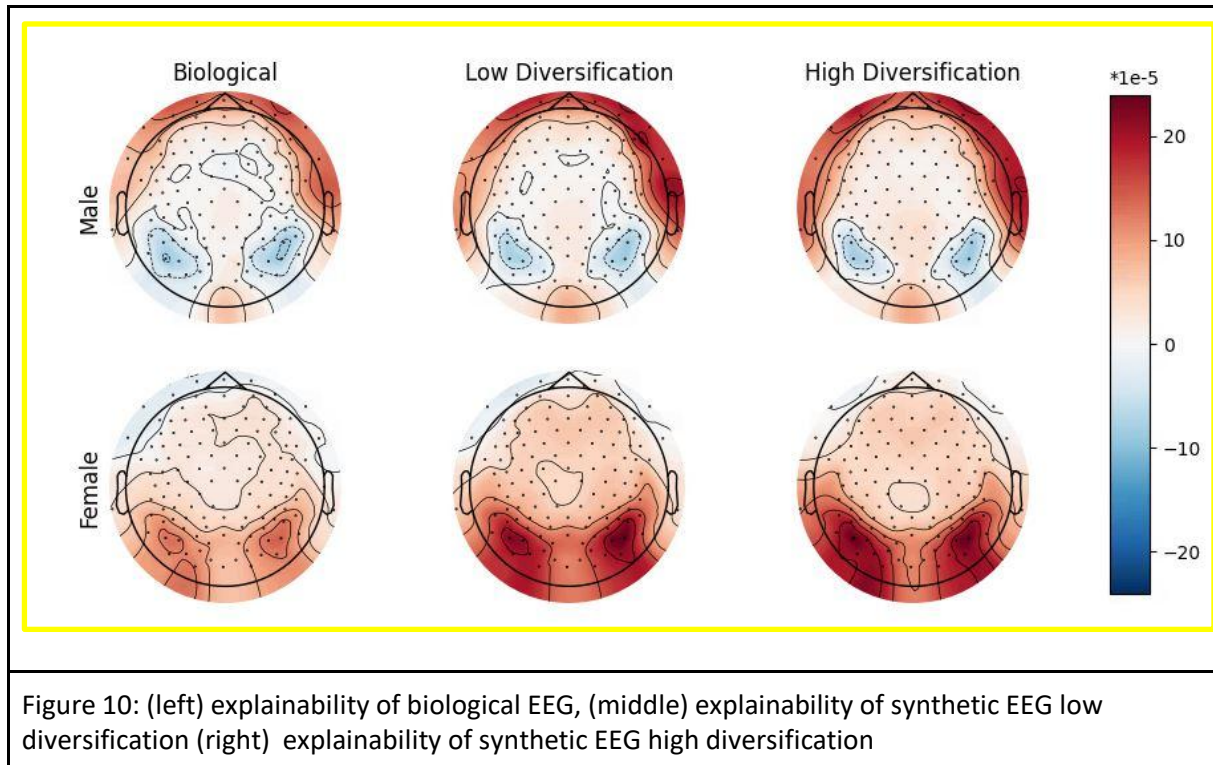 Biological Low Diversification High Diversification
*1e-5
20
10
0
−10
−20
Male
Female
Figure 10: (left) explainability of biological EEG, (middle) explainability of synthetic EEG low
diversification (right) explainability of synthetic EEG high diversification